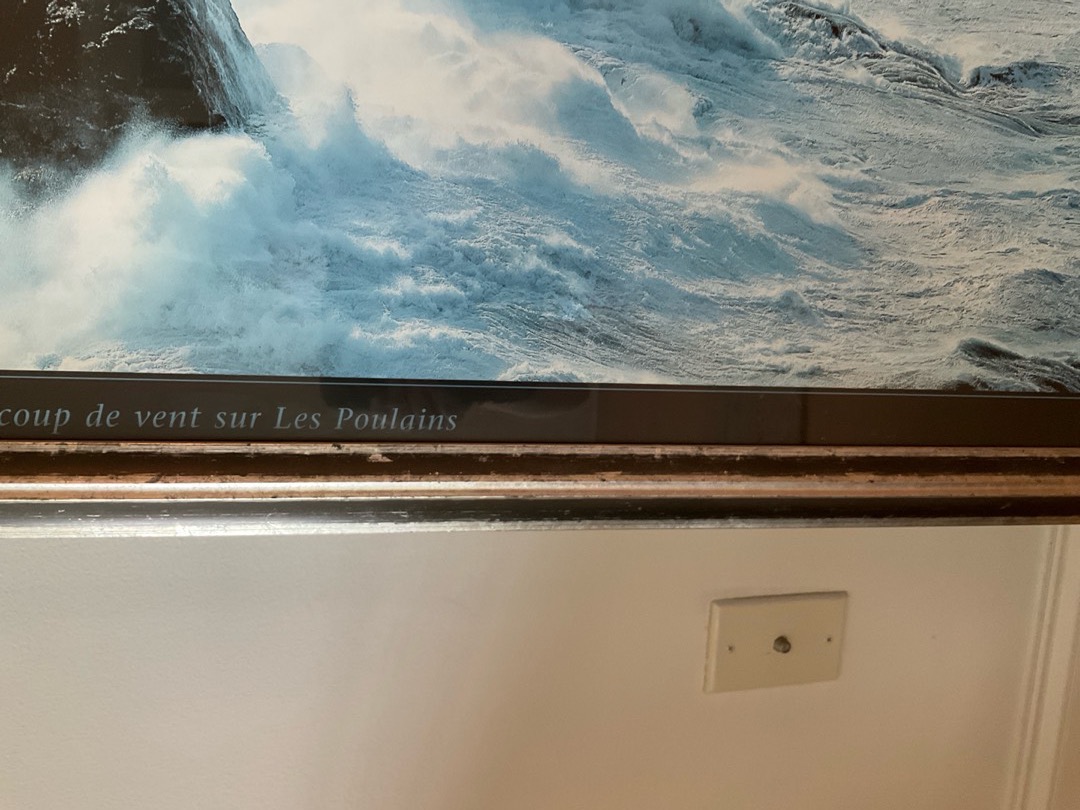 coup de vent sur Les Poulains